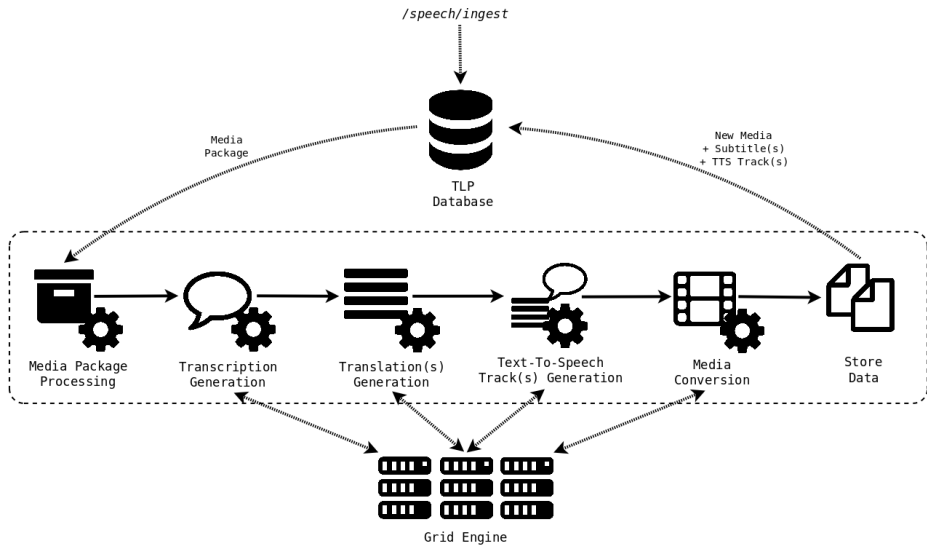 /speech/ingest
Media
Package
New Media
+ Subtitle(s)
+ TTS Track(s)
TLP
Database
Media Package
Processing
Transcription
Generation
Translation(s)
Generation
Text-To-Speech
Track(s) Generation
Media
Conversion
Store
Data
Grid Engine